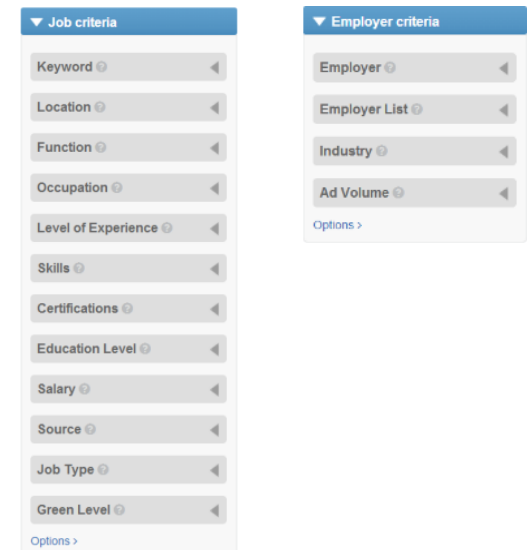 Job criteria
Keyword
Location
Function
Occupation
Level of Experience
Skills
Certifications
Education Level
Salary
Source
Job Type
Green Level
Options >
Employer criteria
Employer
Employer List
Industry
Ad Volume
Options >